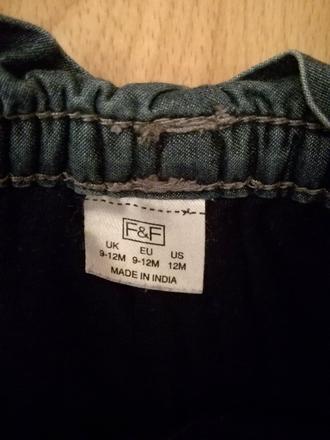 F&F
UK EU US
9-12M 9-12M 12M
MADE IN INDIA